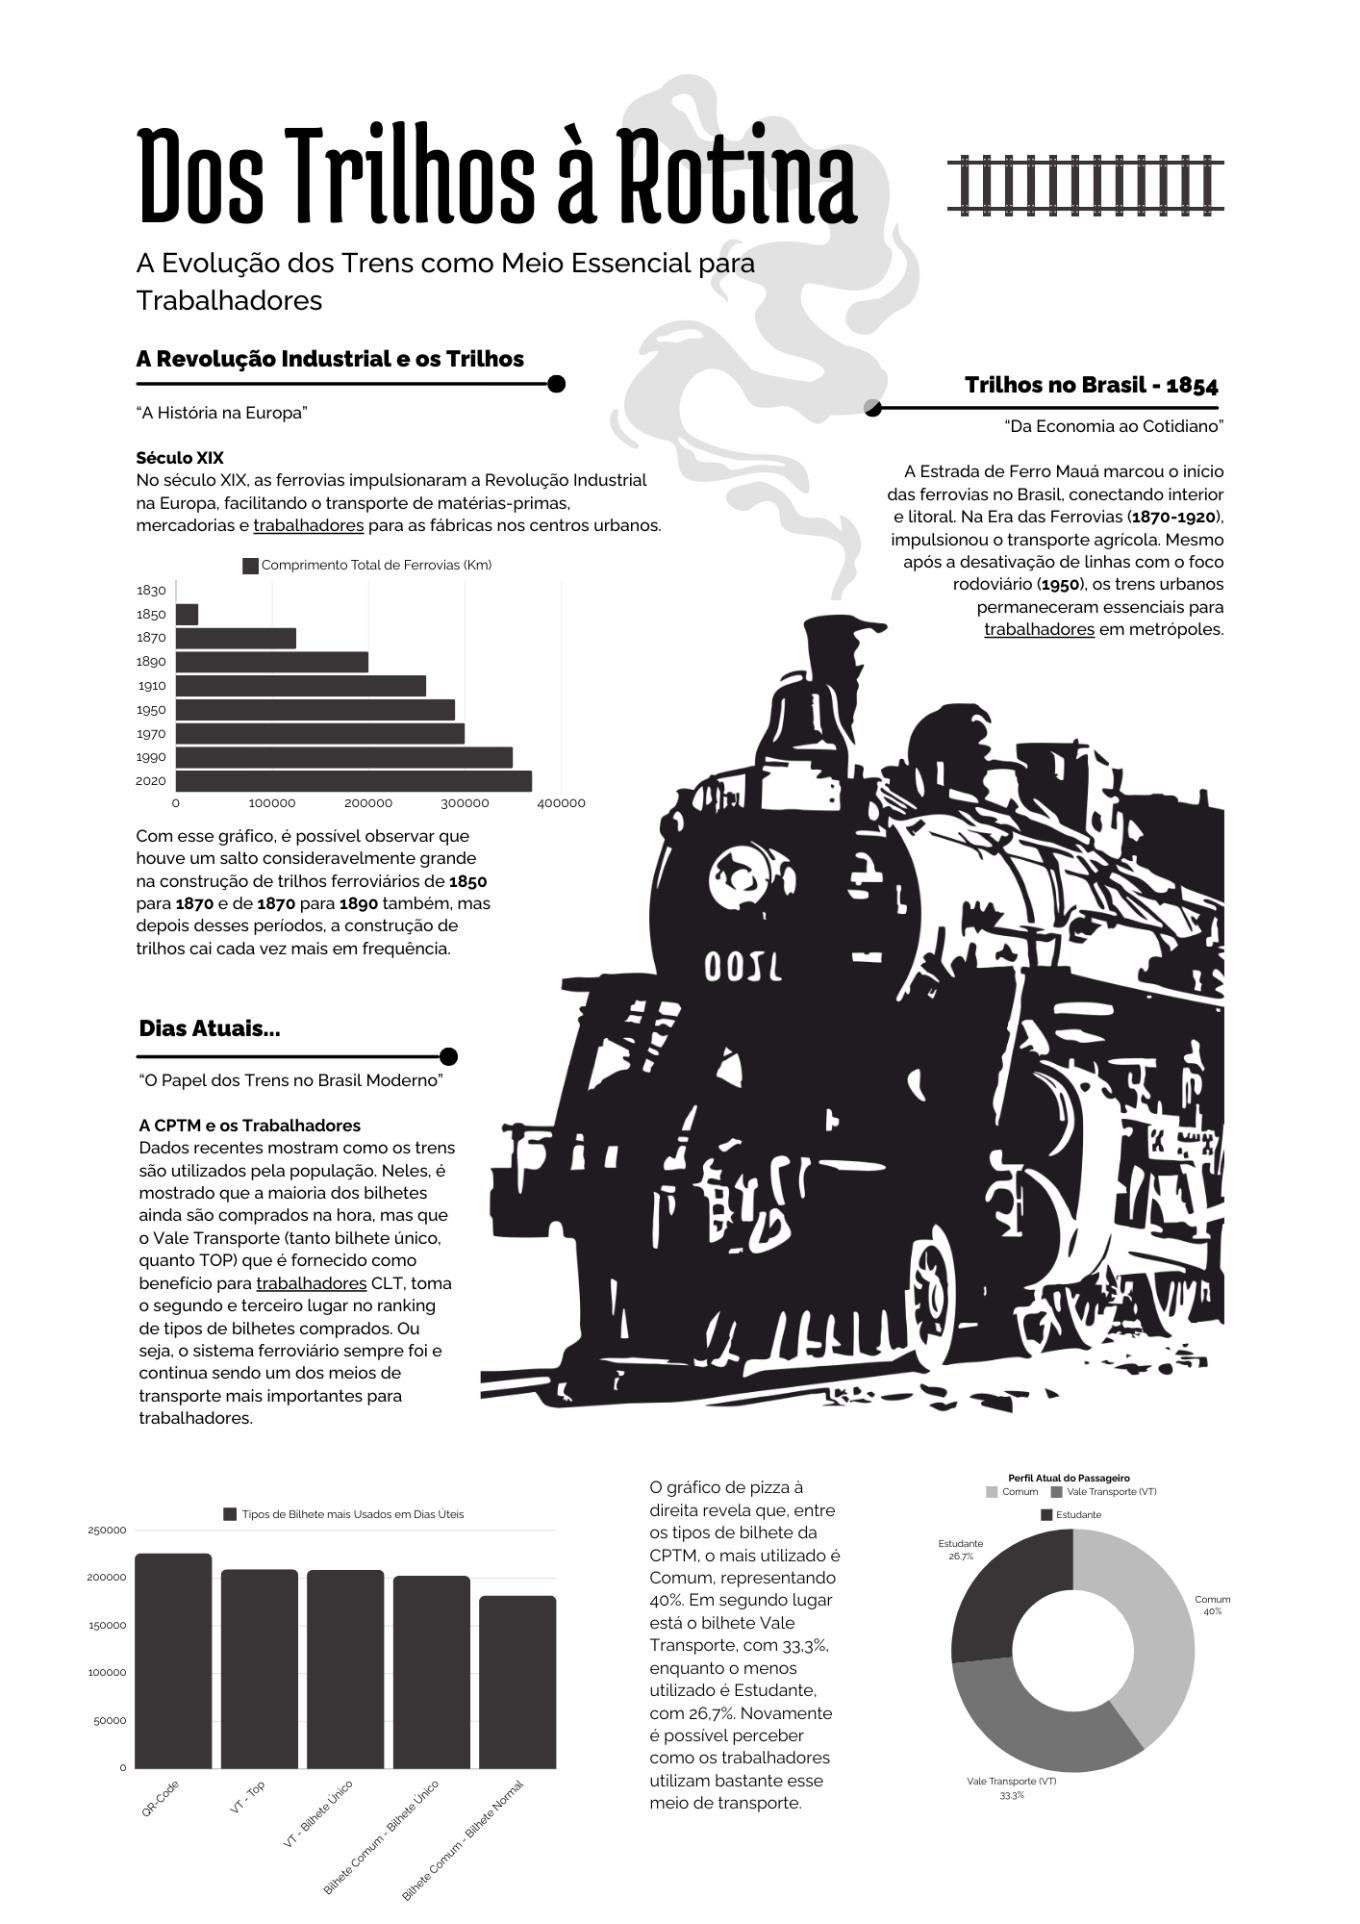 Dos Trilhos à Rotina
A Evolução dos Trens como Meio Essencial para
Trabalhadores
A Revolução Industrial e os Trilhos
“A História na Europa”
Século XIX
No século XIX, as ferrovias impulsionaram a Revolução Industrial
na Europa, facilitando o transporte de matérias-primas,
mercadorias e trabalhadores para as fábricas nos centros urbanos.
Trilhos no Brasil - 1854
“Da Economia ao Cotidiano”
A Estrada de Ferro Mauá marcou o início
das ferrovias no Brasil, conectando interior
e litoral. Na Era das Ferrovias (1870-1920),
impulsionou o transporte agrícola. Mesmo
após a desativação de linhas com o foco
rodoviário (1950), os trens urbanos
permaneceram essenciais para
trabalhadores em metrópoles.
Comprimento Total de Ferrovias (Km)
1830
1850
1870
1890
1910
1950
1970
1990
2020
0 100000 200000 300000 400000
Com esse gráfico, é possível observar que
houve um salto consideravelmente grande
na construção de trilhos ferroviários de 1850
para 1870 e de 1870 para 1890 também, mas
depois desses períodos, a construção de
trilhos cai cada vez mais em frequência.
Dias Atuais...
“O Papel dos Trens no Brasil Moderno”
A CPTM e os Trabalhadores
Dados recentes mostram como os trens
são utilizados pela população. Neles, é
mostrado que a maioria dos bilhetes
ainda são comprados na hora, mas que
o Vale Transporte (tanto bilhete único,
quanto TOP) que é fornecido como
benefício para trabalhadores CLT, toma
o segundo e terceiro lugar no ranking
de tipos de bilhetes comprados. Ou
seja, o sistema ferroviário sempre foi e
continua sendo um dos meios de
transporte mais importantes para
trabalhadores.
Tipos de Bilhete mais Usados em Dias Úteis
250000
200000
150000
100000
50000
0
QR-Code
VT - Top
VT - Bilhete Único
Bilhete Comum - Bilhete Único
Bilhete Comum - Bilhete Normal
O gráfico de pizza à
direita revela que, entre
os tipos de bilhete da
CPTM, o mais utilizado é
Comum, representando
40%. Em segundo lugar
está o bilhete Vale
Transporte, com 33,3%,
enquanto o menos
utilizado é Estudante,
com 26,7%. Novamente
é possível perceber
como os trabalhadores
utilizam bastante esse
meio de transporte.
Perfil Atual do Passageiro
Comum Vale Transporte (VT)
Estudante
Estudante
26.7%
Comum
40%
Vale Transporte (VT)
33.3%